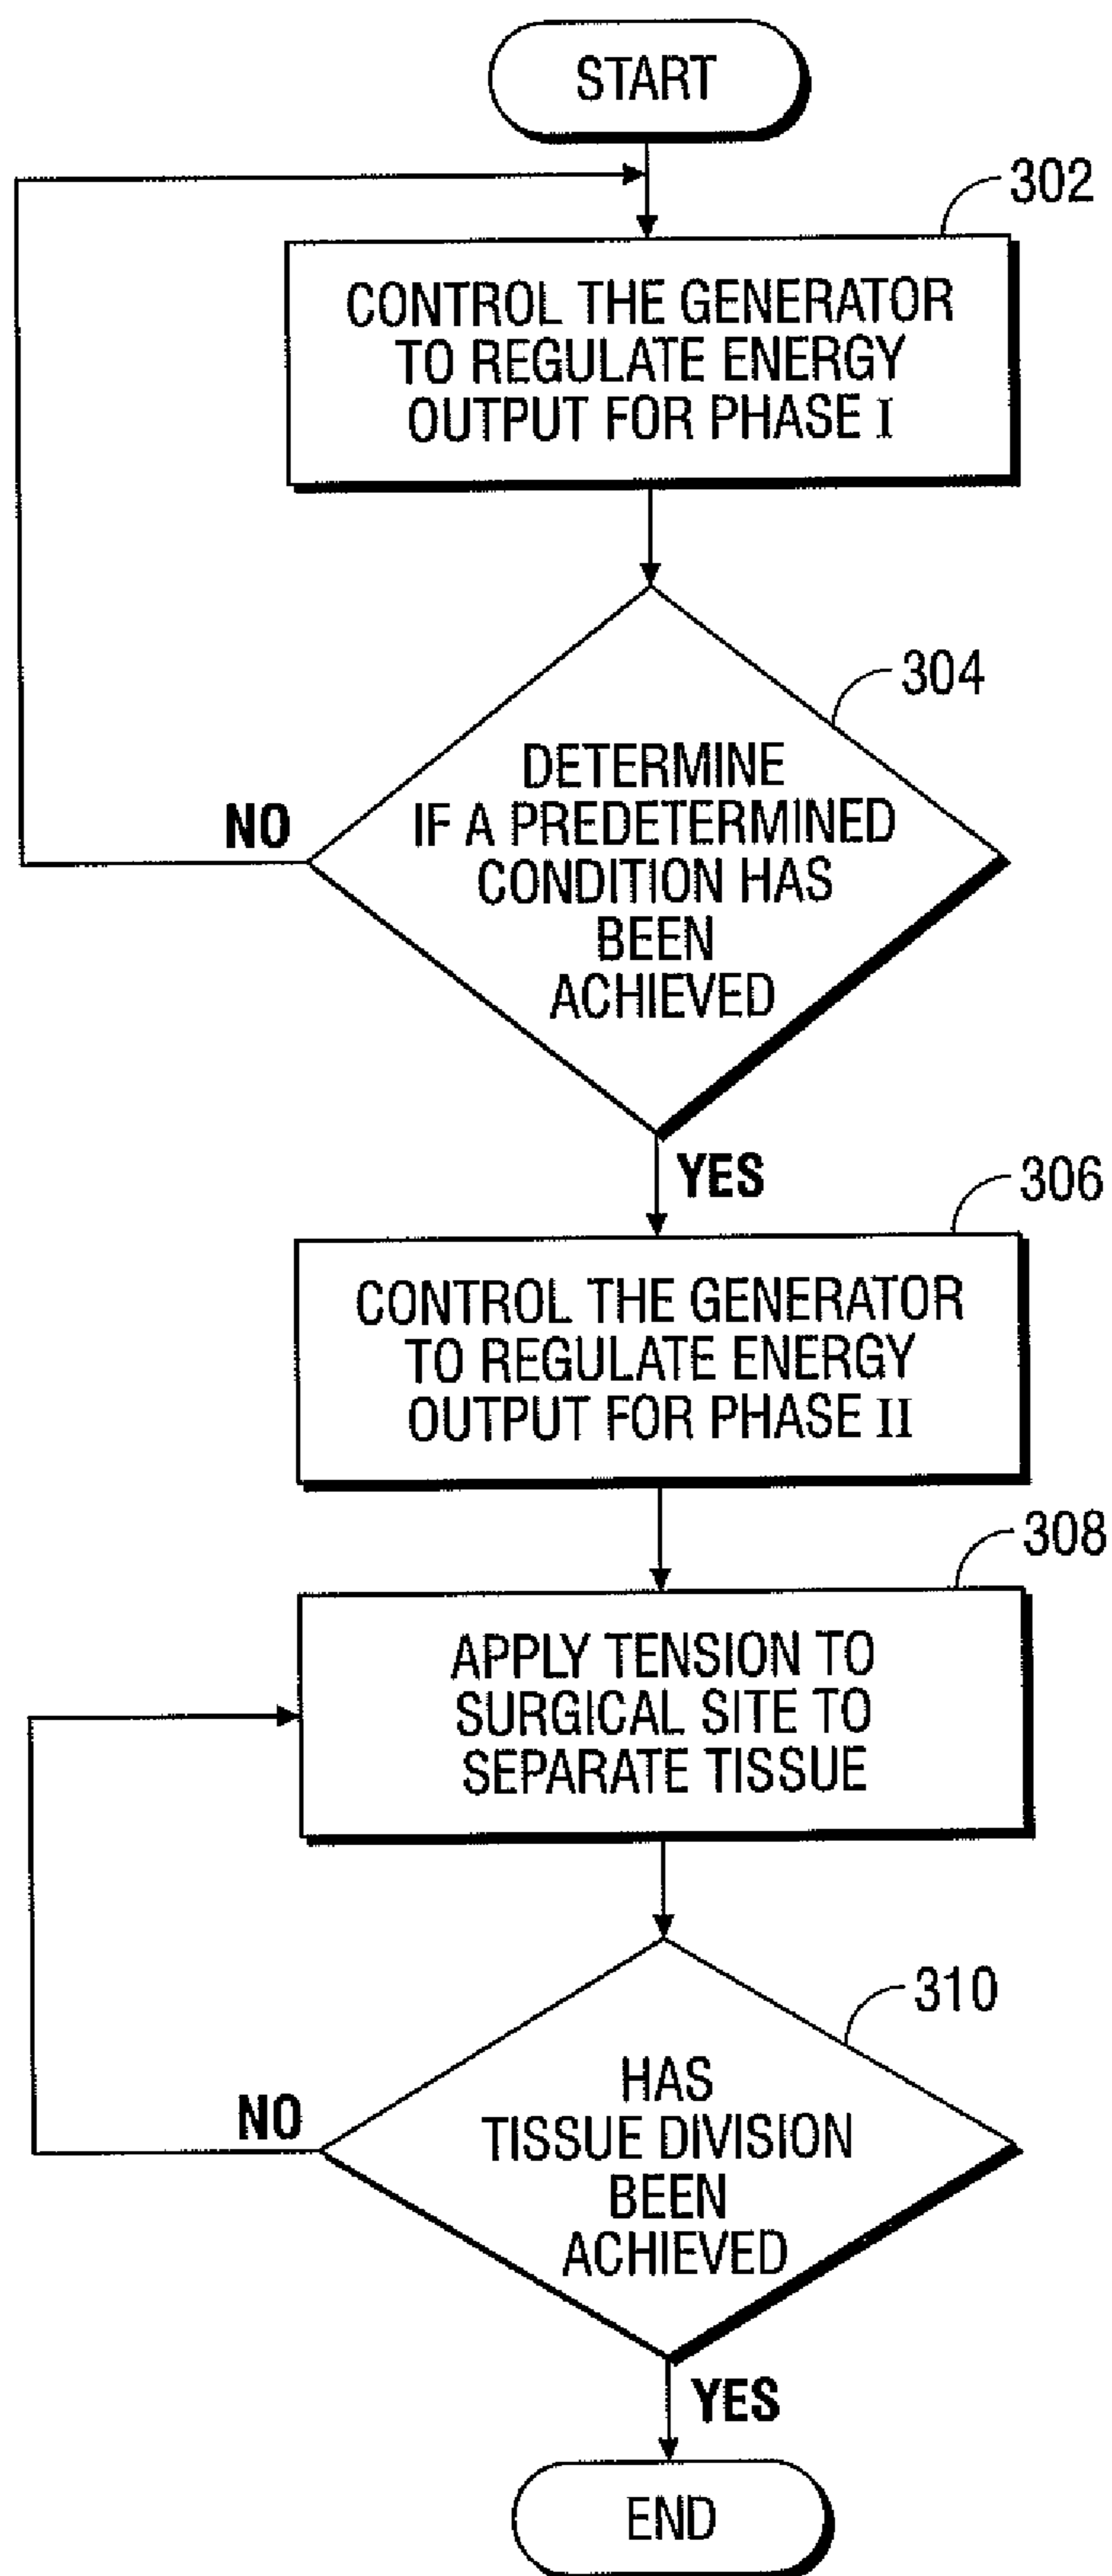 START
302
CONTROL THE GENERATOR
TO REGULATE ENERGY
OUTPUT FOR PHASE I
304
DETERMINE
IF A PREDETERMINED
CONDITION HAS
BEEN
ACHIEVED
NO
YES
306
CONTROL THE GENERATOR
TO REGULATE ENERGY
OUTPUT FOR PHASE II
308
APPLY TENSION TO
SURGICAL SITE TO
SEPARATE TISSUE
310
HAS
TISSUE DIVISION
BEEN
ACHIEVED
NO
YES
END